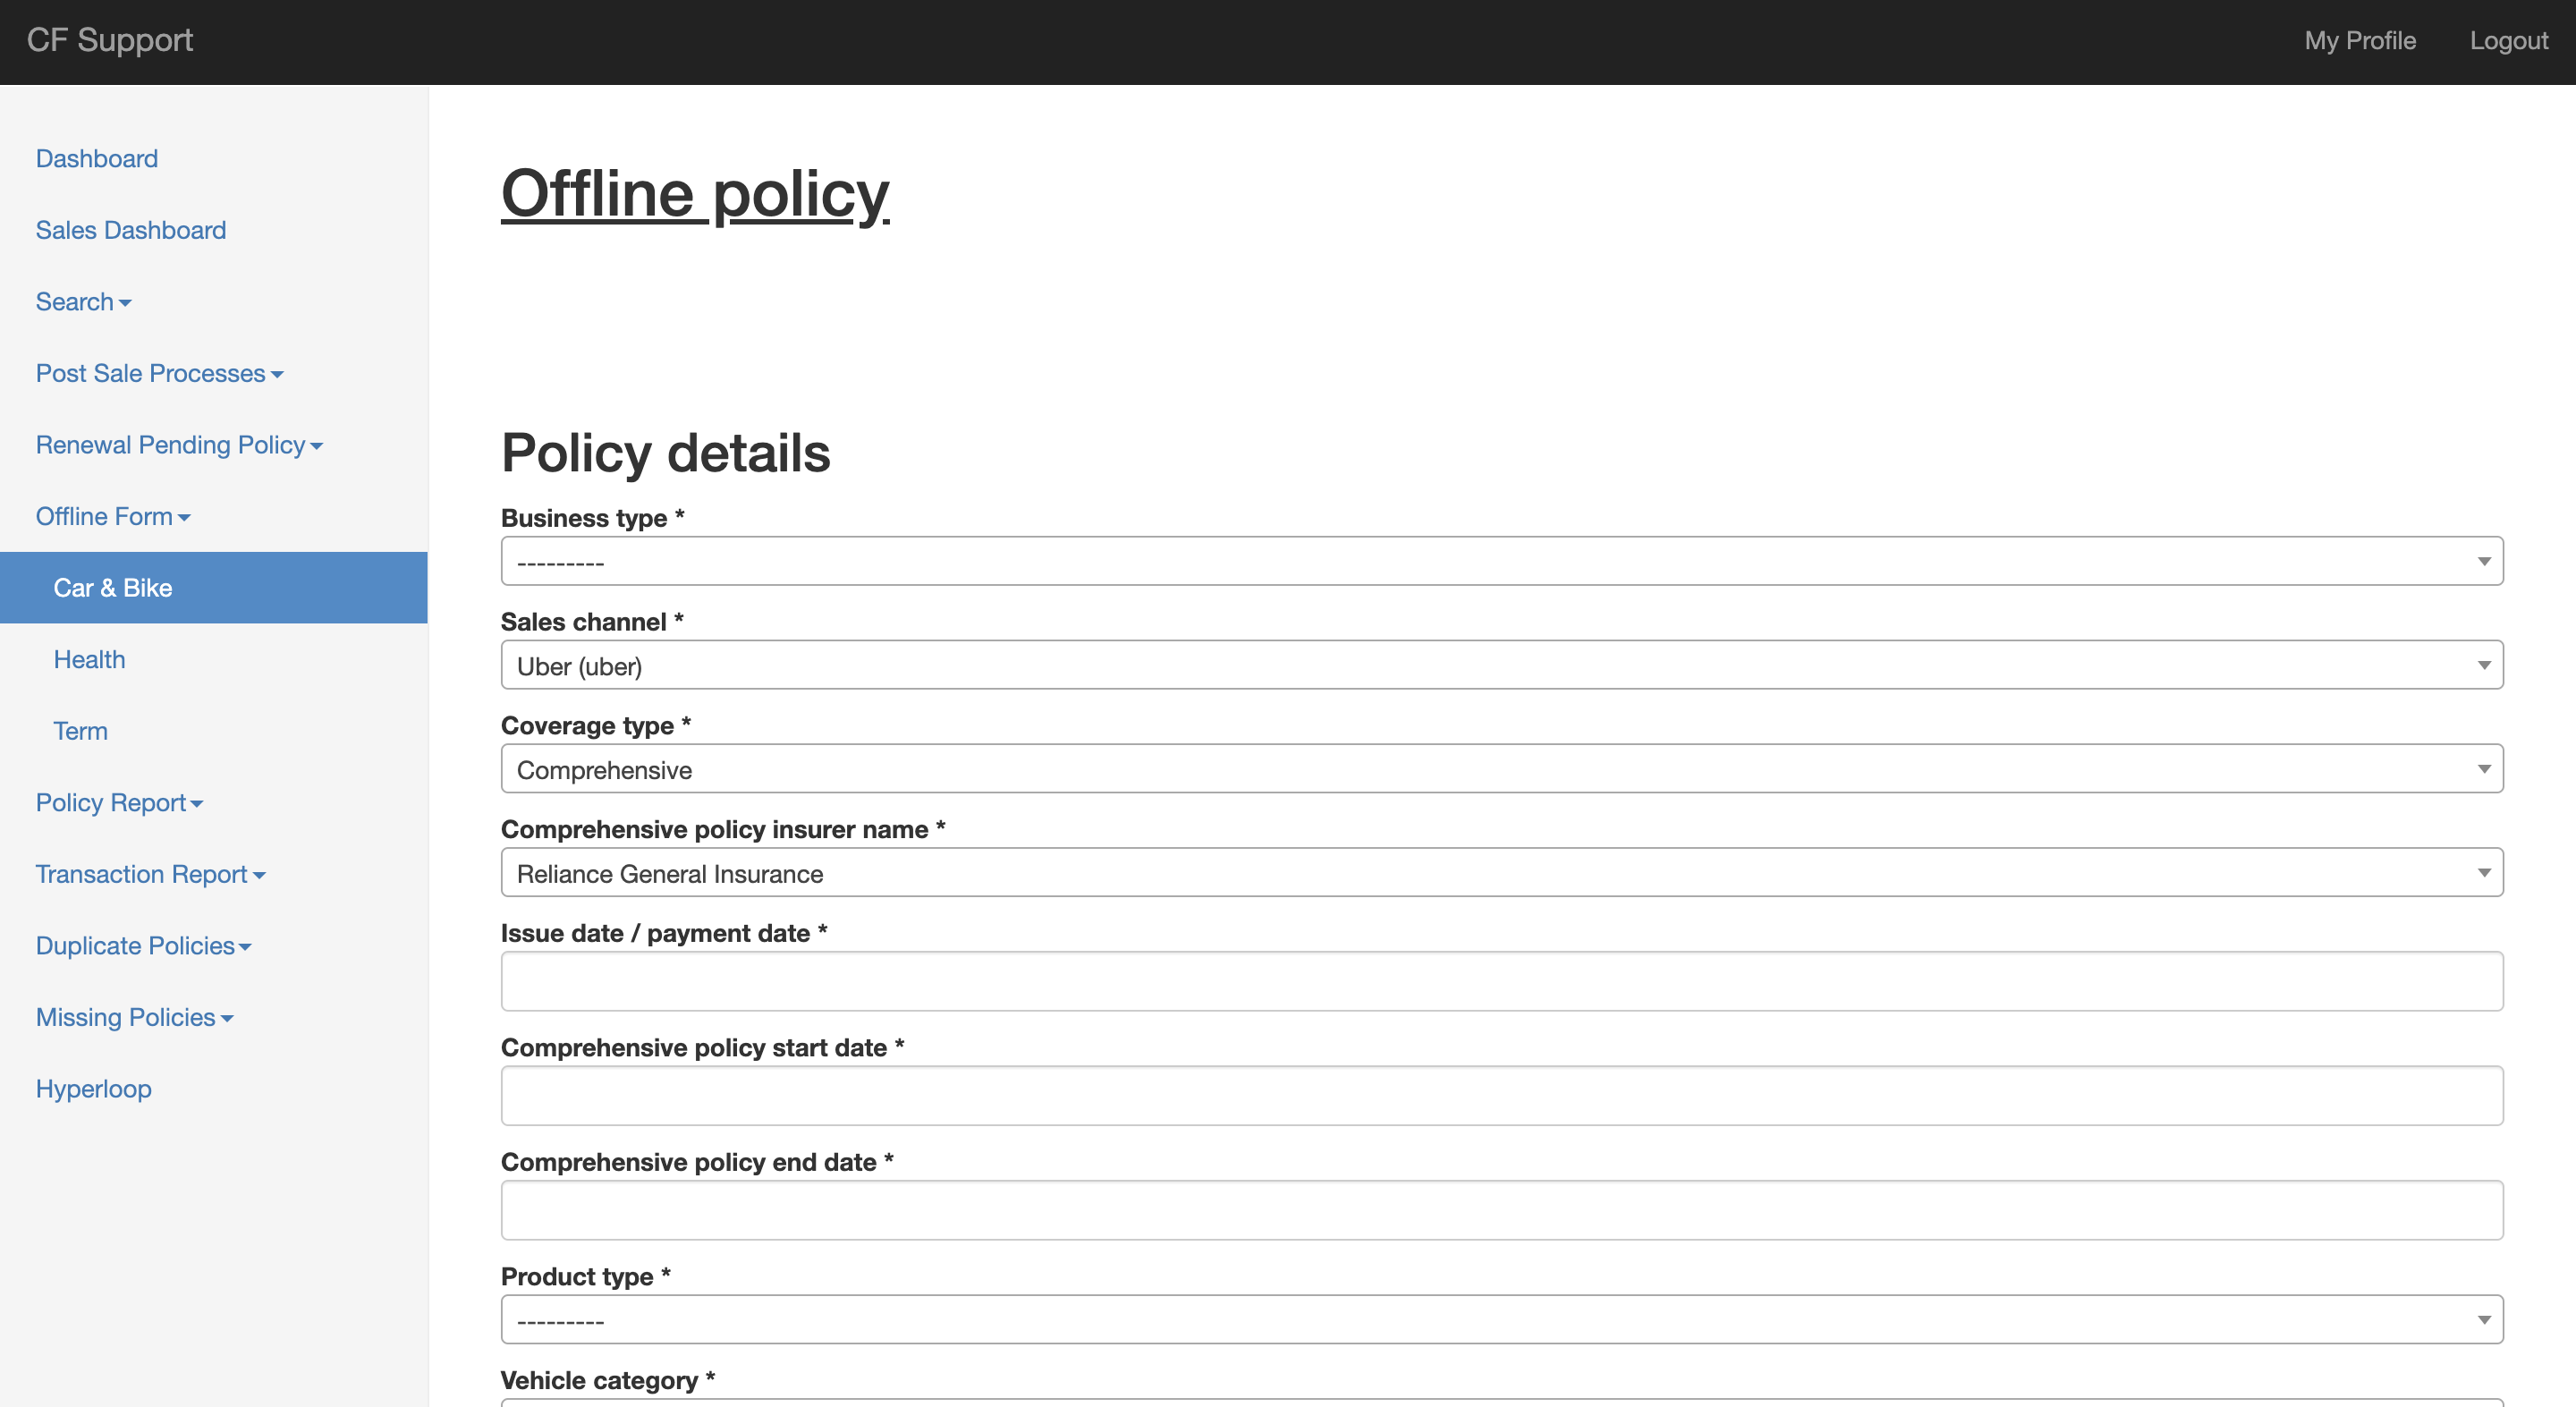 CF Support
My Profile
Logout
Dashboard
Sales Dashboard
Search
Post Sale Processes
Renewal Pending Policy
Offline Form
Car & Bike
Health
Term
Policy Report
Transaction Report
Duplicate Policies
Missing Policies
Hyperloop
Offline policy
Policy details
Business type *
---------
Sales channel *
Uber (uber)
Coverage type *
Comprehensive
Comprehensive policy insurer name *
Reliance General Insurance
Issue date / payment date *
Comprehensive policy start date *
Comprehensive policy end date *
Product type *
---------
Vehicle category *